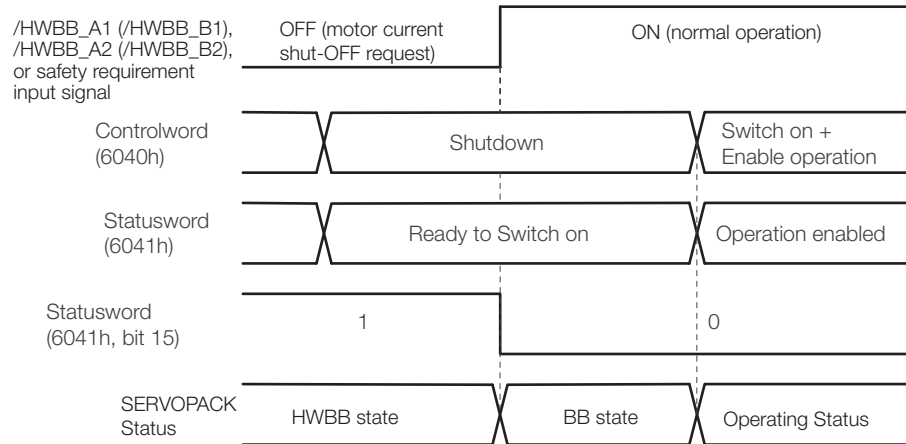 /HWBB_A1 (/HWBB_B1),
/HWBB_A2 (/HWBB_B2),
or safety requirement
input signal
OFF (motor current
shut-OFF request)
ON (normal operation)
Controlword
(6040h)
Shutdown
Switch on +
Enable operation
Statusword
(6041h)
Ready to Switch on
Operation enabled
Statusword
(6041h, bit 15)
1
0
SERVOPACK
Status
HWBB state
BB state
Operating Status